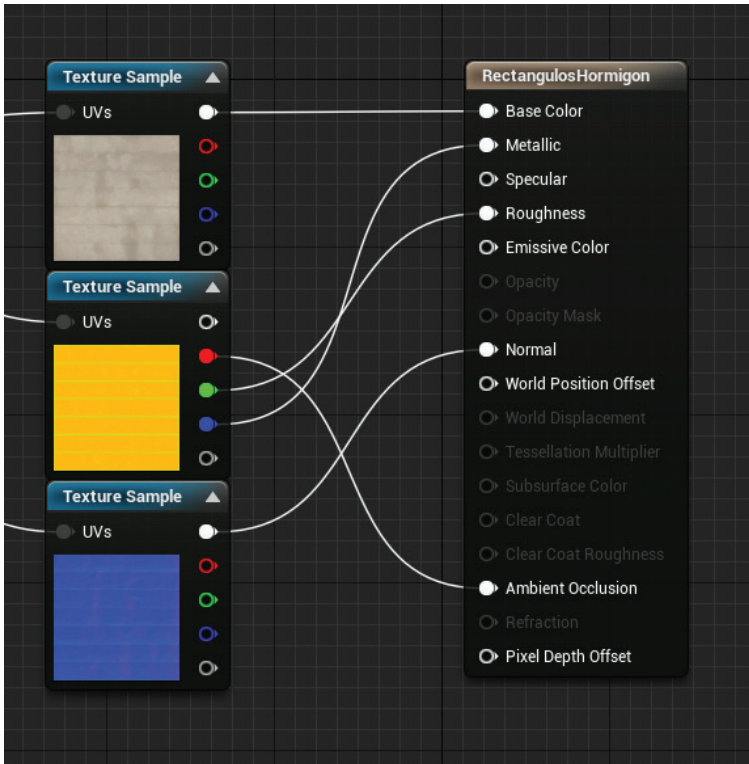 Texture Sample
UVs
Texture Sample
UVs
Texture Sample
UVs
RectangulosHormigon
Base Color
Metallic
Specular
Roughness
Emissive Color
Opacity
Opacity Mask
Normal
World Position Offset
World Displacement
Tessellation Multiplier
Subsurface Color
Clear Coat
Clear Coat Roughness
Ambient Occlusion
Refraction
Pixel Depth Offset